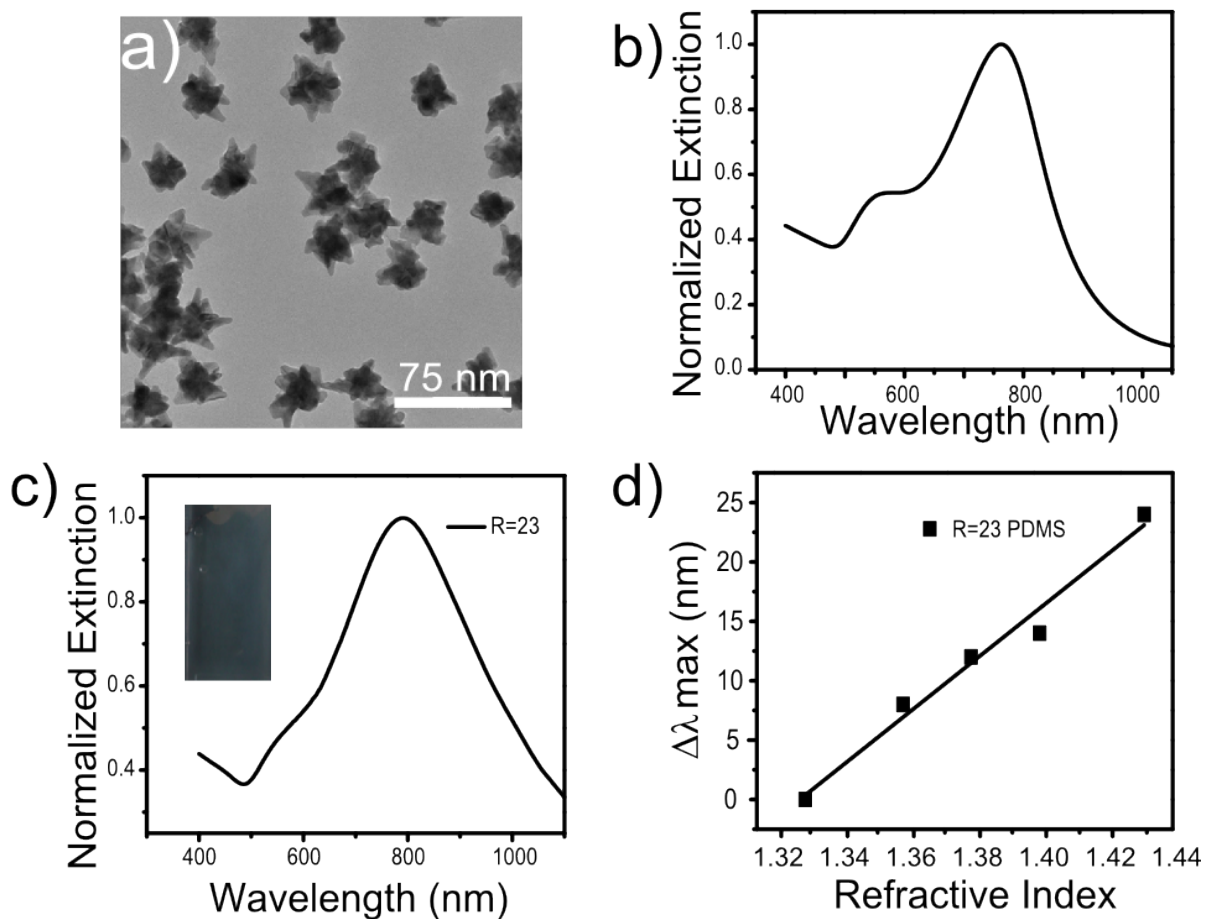 a)
75 nm
b)
Normalized Extinction
1.0
0.8
0.6
0.4
0.2
0.0
400 600 800 1000
Wavelength (nm)
c)
Normalized Extinction
1.0
0.8
0.6
0.4
R=23
400 600 800 1000
Wavelength (nm)
d)
Δλ max (nm)
25
20
15
10
5
0
R=23 PDMS
1.32 1.34 1.36 1.38 1.40 1.42 1.44
Refractive Index